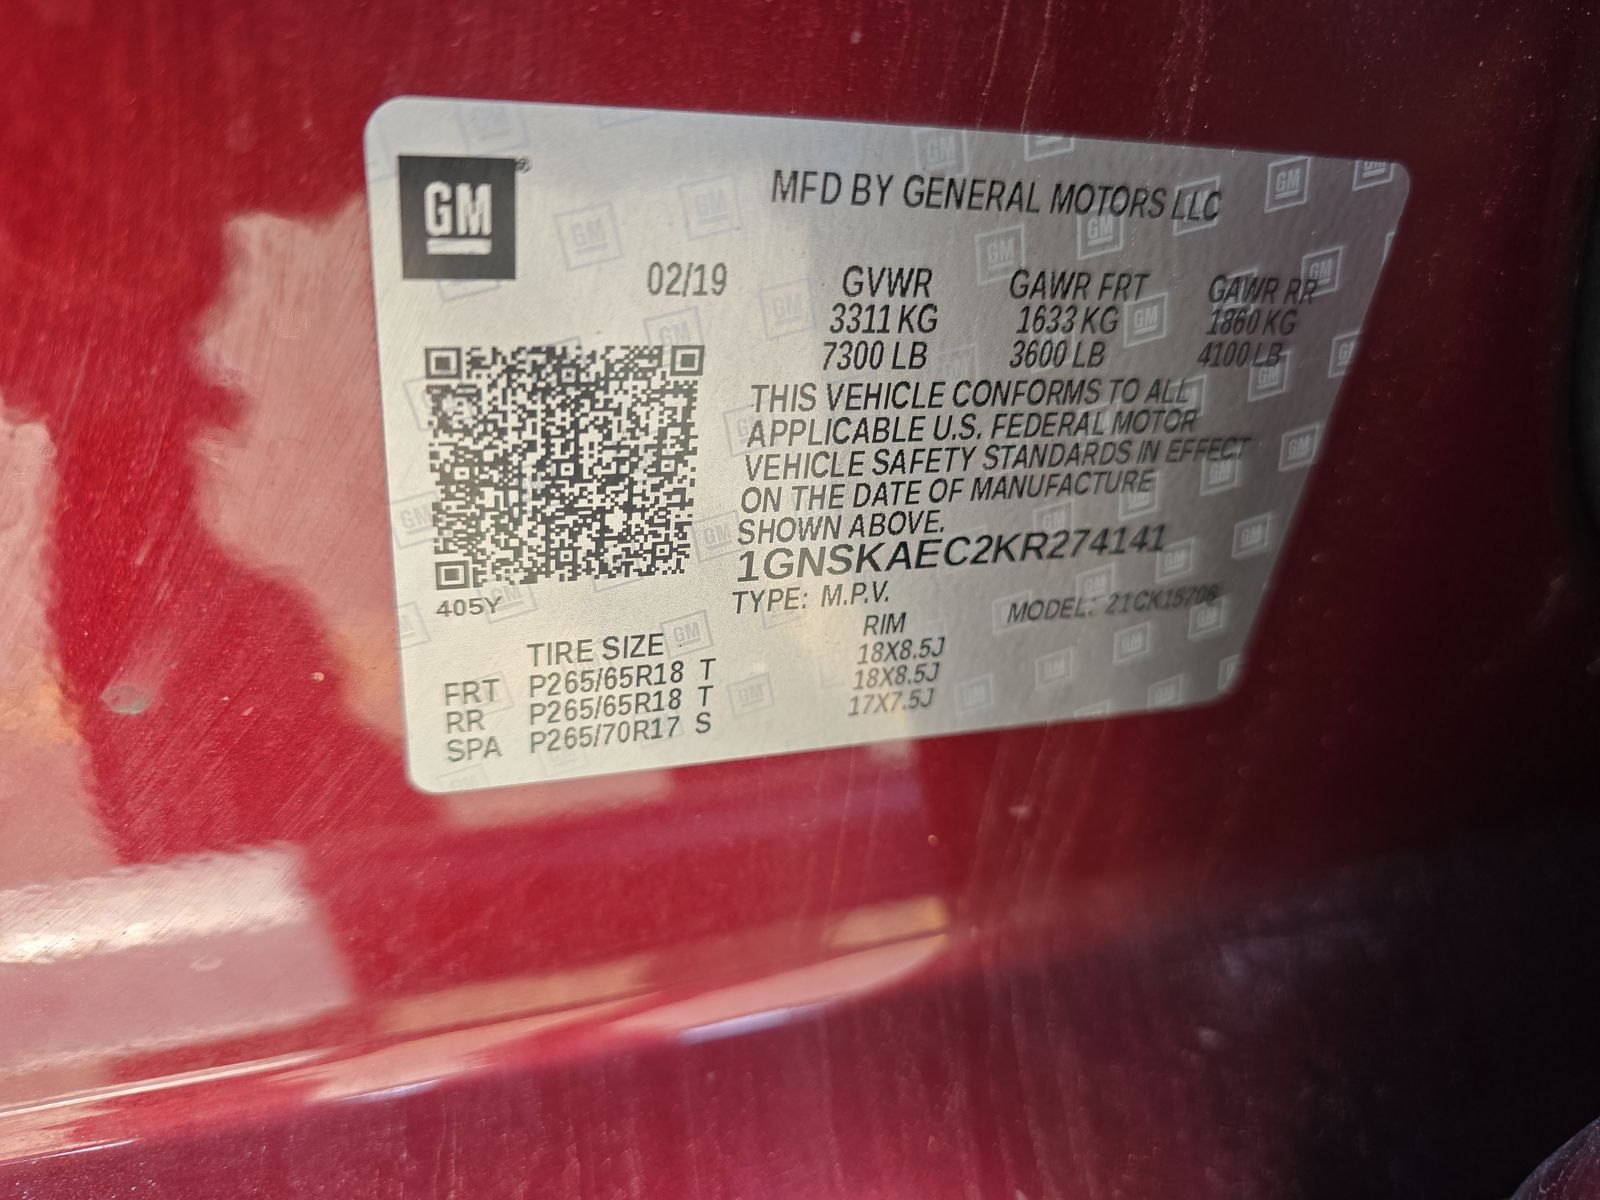 GM
MFD BY GENERAL MOTORS LLC
02/19 GVWR GAWR FRT GAWR RR
3311 KG 1633 KG 1860 KG
7300 LB 3600 LB 4100 LB
THIS VEHICLE CONFORMS TO ALL
APPLICABLE U.S. FEDERAL MOTOR
VEHICLE SAFETY STANDARDS IN EFFECT
ON THE DATE OF MANUFACTURE
SHOWN ABOVE.
1GNSKAEC2KR274141
405Y
TYPE: M.P.V. MODEL: 21CK15706
TIRE SIZE RIM
FRT P265/65R18 T 18X8.5J
RR P265/65R18 T 18X8.5J
SPA P265/70R17 S 17X7.5J